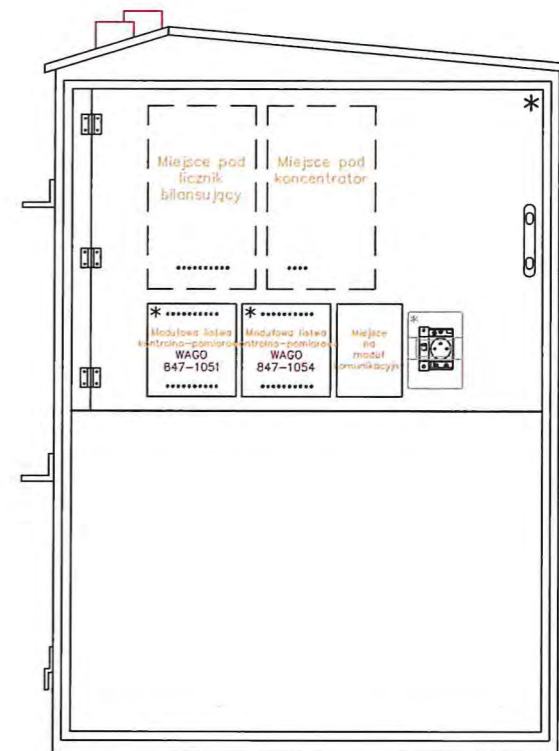 Miejsce pod
licznik
bilansujący
Miejsce pod
koncentrator
Modułowa listwa
kontrolno-pomiarowa
WAGO
847-1051
Modułowa listwa
kontrolno-pomiarowa
WAGO
847-1054
Miejsce
na
moduł
komunikacyjny